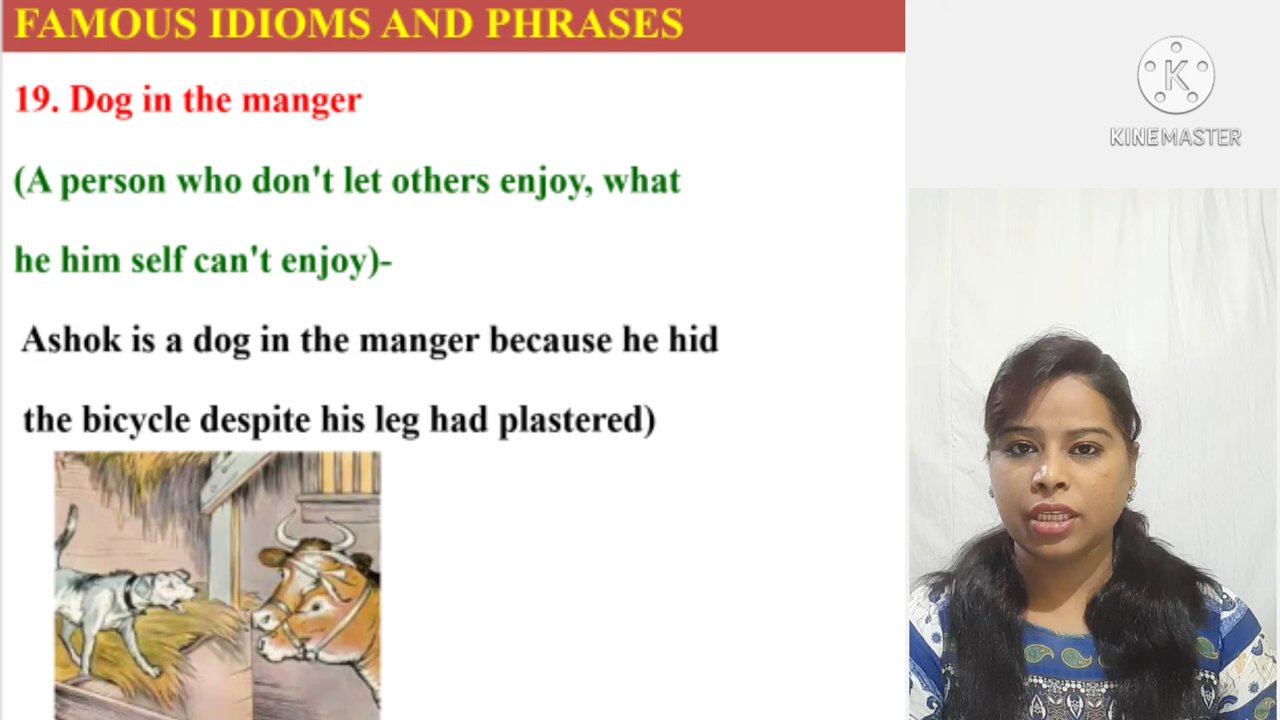 FAMOUS IDIOMS AND PHRASES
19. Dog in the manger
(A person who don't let others enjoy, what
he him self can't enjoy)-
Ashok is a dog in the manger because he hid
the bicycle despite his leg had plastered)
K
KINEMASTER